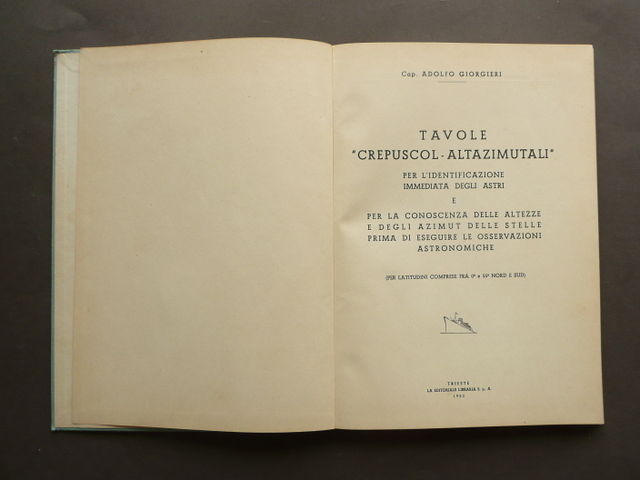 Cap. ADOLFO GIORGIERI
TAVOLE
"CREPUSCOL-ALTAZIMUTALI"
PER L'IDENTIFICAZIONE
IMMEDIATA DEGLI ASTRI
E
PER LA CONOSCENZA DELLE ALTEZZE
E DEGLI AZIMUT DELLE STELLE
PRIMA DI ESEGUIRE LE OSSERVAZIONI
ASTRONOMICHE
(PER LATITUDINI COMPRESE FRA 0° e NORD E SUD)
TRIESTE
LA EDITORIALE LIBRARIA S. p. A.